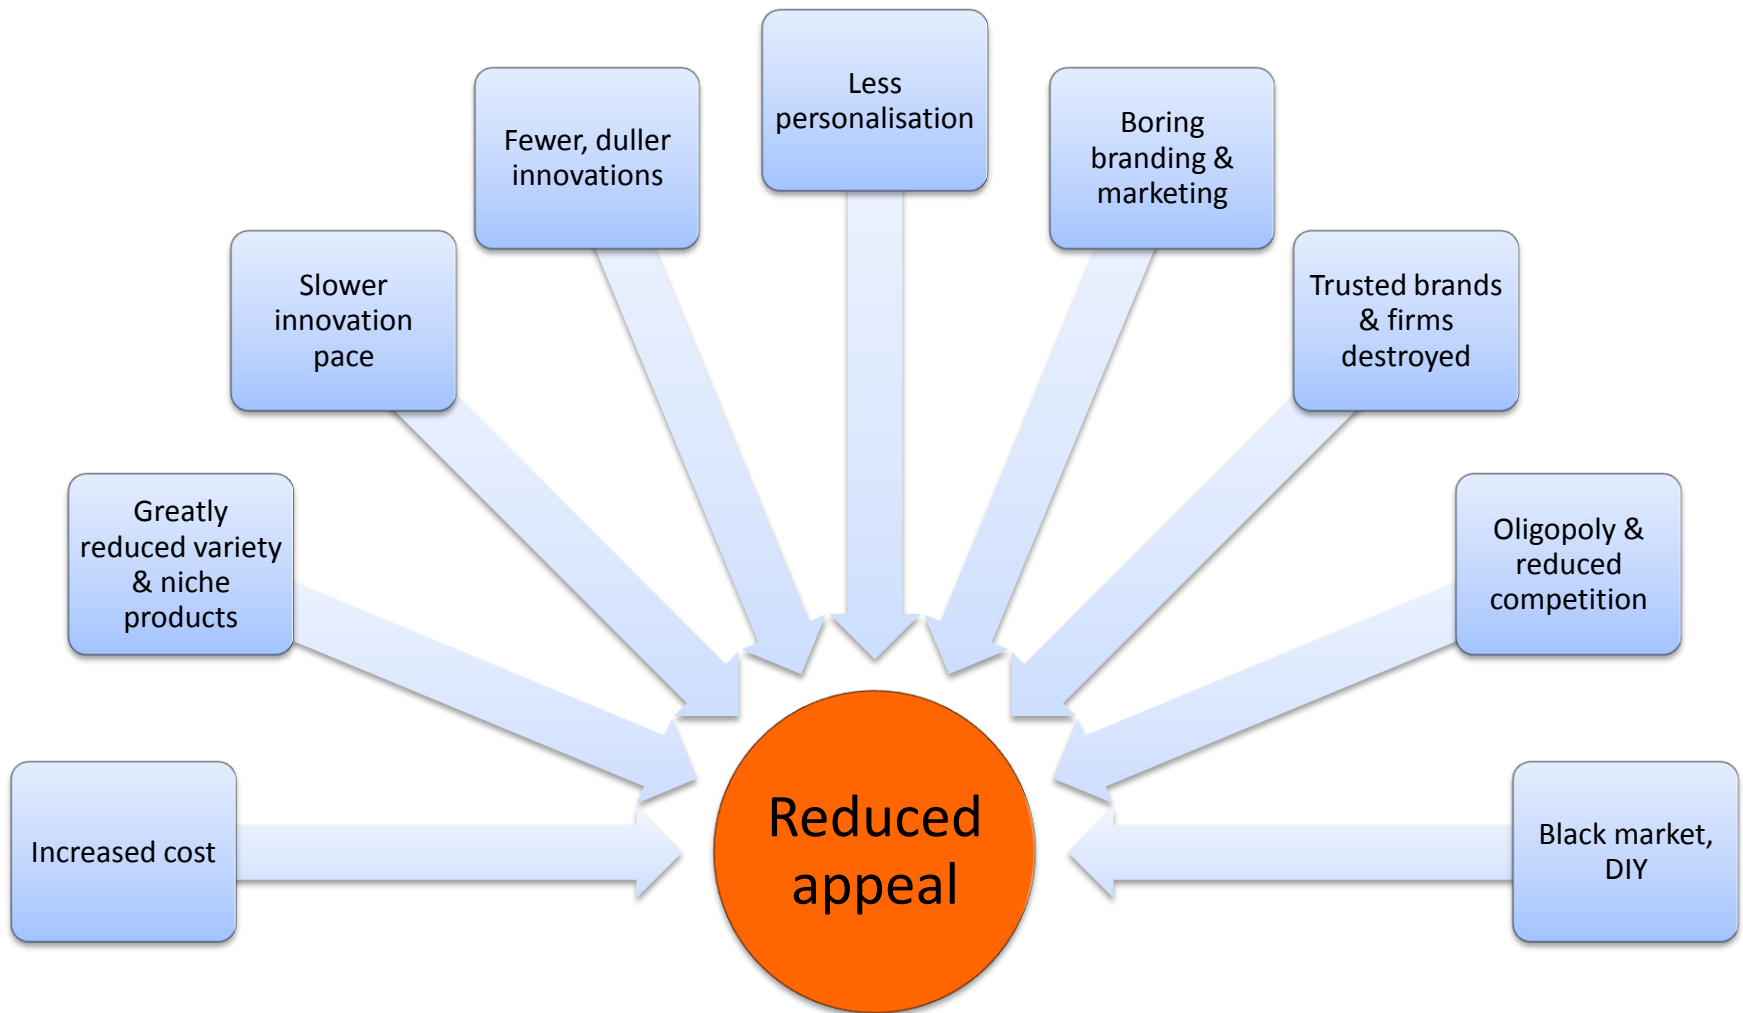 Less
personalisation
Fewer, duller
innovations
Boring
branding &
marketing
Slower
innovation
pace
Trusted brands
& firms
destroyed
Greatly
reduced variety
& niche
products
Oligopoly &
reduced
competition
Increased cost
Reduced
appeal
Black market,
DIY